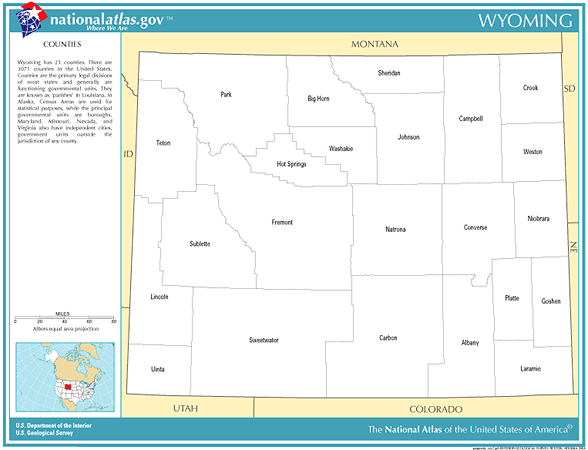 nationalatlas.gov™
Where We Are
WYOMING
COUNTIES
Wyoming has 23 counties. There are
3071 counties in the United States.
Counties are the primary legal divisions
of most states and generally are
functioning governmental units. They
are known as 'parishes' in Louisiana. In
Alaska, Census Areas are used for
statistical purposes, while the principal
governmental units are boroughs.
Maryland, Missouri, Nevada, and
Virginia also have independent cities,
government units outside the
jurisdiction of any county.
MONTANA
SD
ID
NE
UTAH
COLORADO
Park
Sheridan
Big Horn
Crook
Campbell
Teton
Johnson
Washakie
Weston
Hot Springs
Fremont
Niobrara
Natrona
Converse
Sublette
Lincoln
Platte
Goshen
Sweetwater
Carbon
Albany
Uinta
Laramie
MILES
0 20 40 60 80
Albers equal area projection
U.S. Department of the Interior
U.S. Geological Survey
The National Atlas of the United States of America®